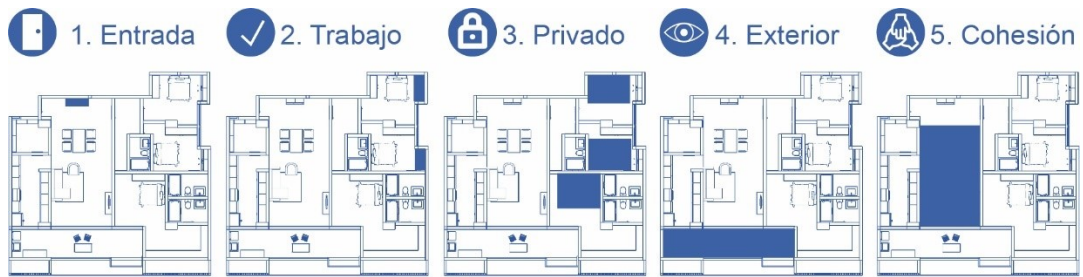 1. Entrada
2. Trabajo
3. Privado
4. Exterior
5. Cohesión